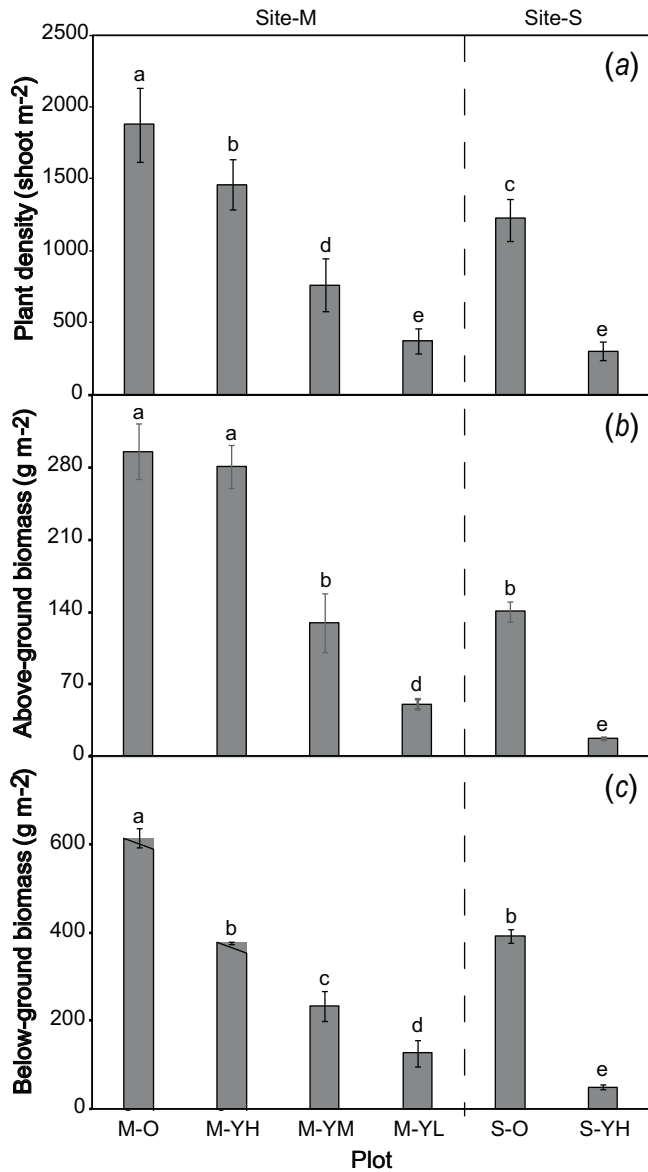 Site-M Site-S
(a)
Plant density (shoot m-2)
2500
2000
1500
1000
500
0
a b d e c e
(b)
Above-ground biomass (g m-2)
280
210
140
70
0
a a b d b e
(c)
Below-ground biomass (g m-2)
600
400
200
0
a b c d b e
M-O M-YH M-YM M-YL S-O S-YH
Plot